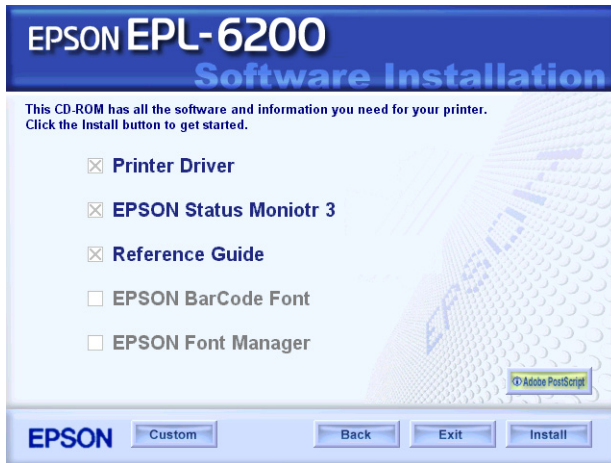 EPSON EPL-6200
Software Installation
This CD-ROM has all the software and information you need for your printer.
Click the Install button to get started.
Printer Driver
EPSON Status Moniotr 3
Reference Guide
EPSON BarCode Font
EPSON Font Manager
EPSON
Adobe PostScript
EPSON
Custom
Back
Exit
Install